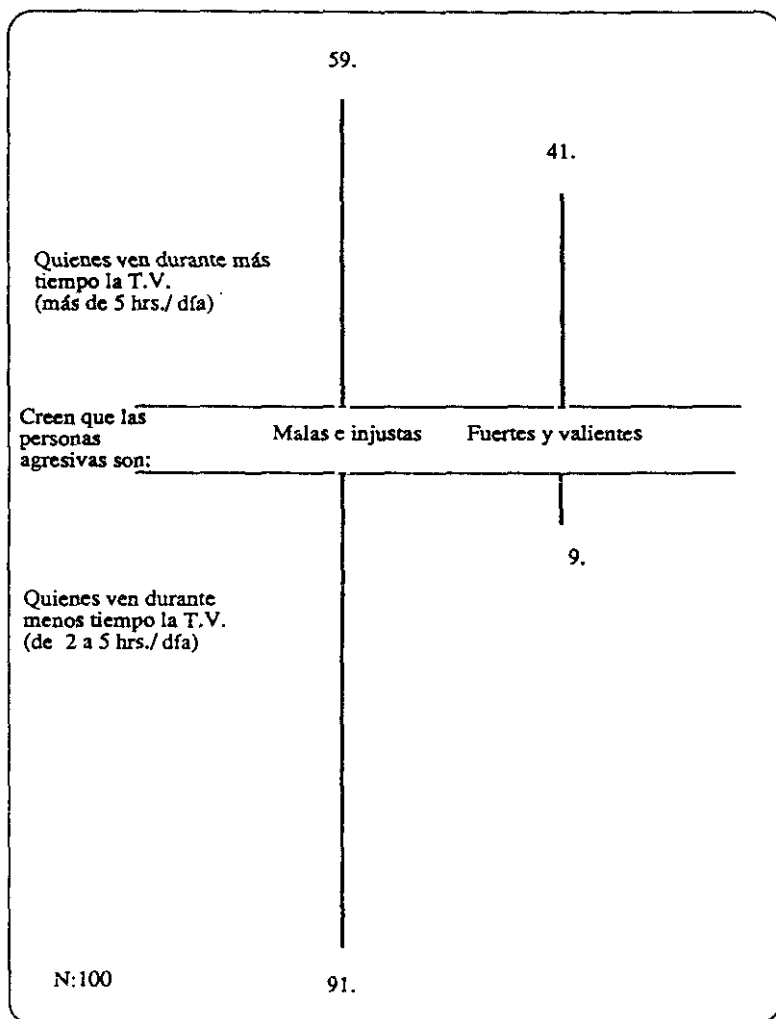 59.
41.
Quienes ven durante más
tiempo la T.V.
(más de 5 hrs./ día)
Creen que las
personas
agresivas son:
Malas e injustas
Fuertes y valientes
9.
Quienes ven durante
menos tiempo la T.V.
(de 2 a 5 hrs./ día)
N:100
91.